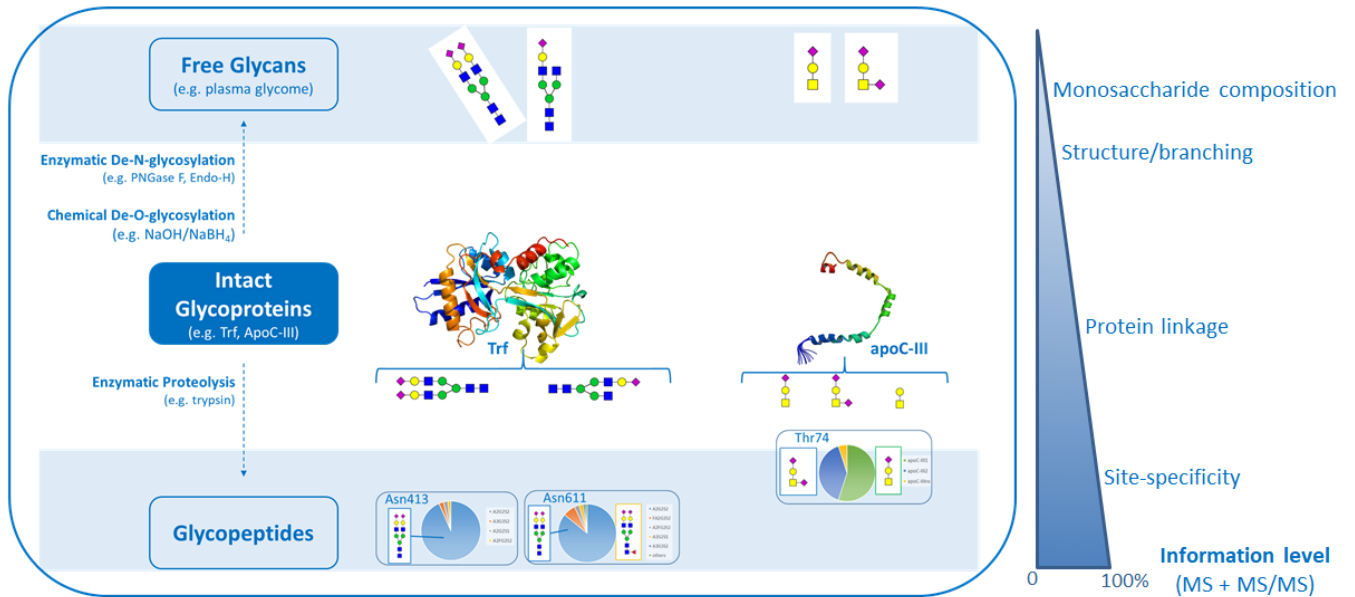 Free Glycans
(e.g. plasma glycome)
Enzymatic De-N-glycosylation
(e.g. PNGase F, Endo-H)
Chemical De-O-glycosylation
(e.g. NaOH/NaBH₄)
Intact
Glycoproteins
(e.g. Trf, ApoC-III)
Enzymatic Proteolysis
(e.g. trypsin)
Glycopeptides
Trf
apoC-III
Thr74
Asn413
Asn611
others
Monosaccharide composition
Structure/branching
Protein linkage
Site-specificity
0
100%
Information level
(MS + MS/MS)